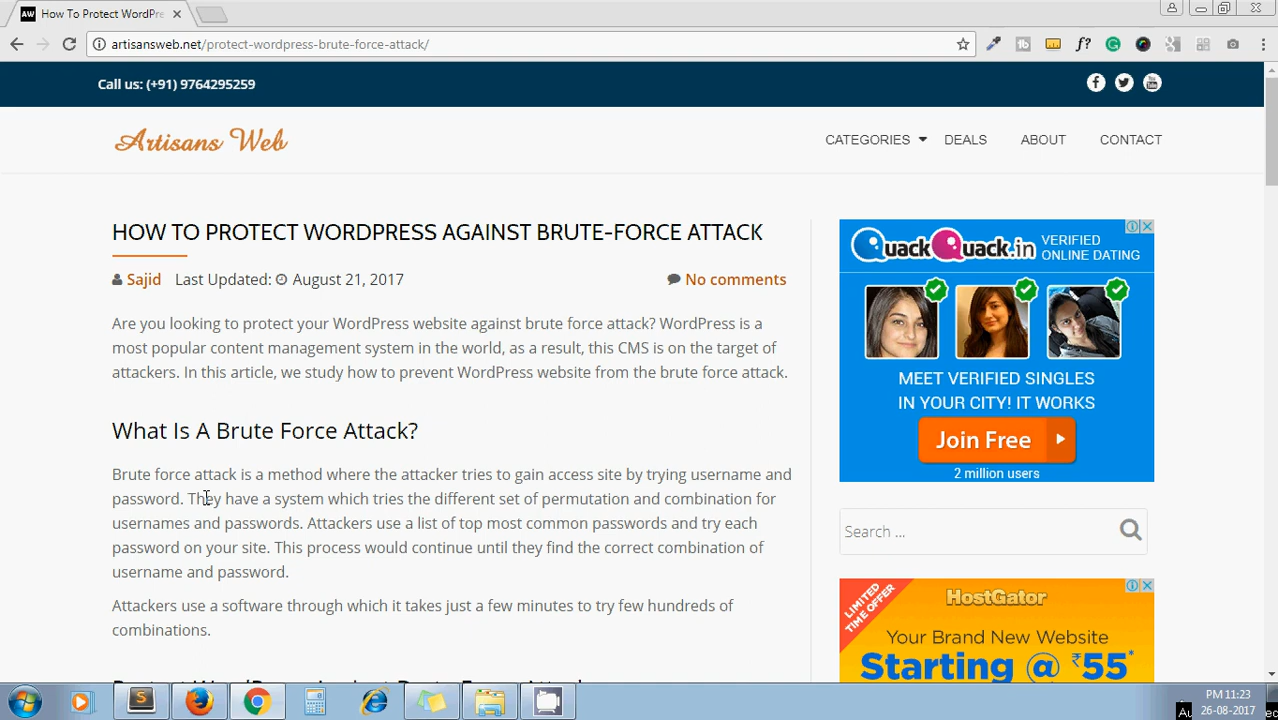 How To Protect WordPre
artisansweb.net/protect-wordpress-brute-force-attack/
Call us: (+91) 9764295259
Artisans Web
CATEGORIES
DEALS
ABOUT
CONTACT
HOW TO PROTECT WORDPRESS AGAINST BRUTE-FORCE ATTACK
Sajid Last Updated: August 21, 2017
No comments
Are you looking to protect your WordPress website against brute force attack? WordPress is a
most popular content management system in the world, as a result, this CMS is on the target of
attackers. In this article, we study how to prevent WordPress website from the brute force attack.
What Is A Brute Force Attack?
Brute force attack is a method where the attacker tries to gain access site by trying username and
password. They have a system which tries the different set of permutation and combination for
usernames and passwords. Attackers use a list of top most common passwords and try each
password on your site. This process would continue until they find the correct combination of
username and password.
Attackers use a software through which it takes just a few minutes to try few hundreds of
combinations.
QuackQuack.in
VERIFIED
ONLINE DATING
MEET VERIFIED SINGLES
IN YOUR CITY! IT WORKS
Join Free
2 million users
Search ...
LIMITED
TIME OFFER
HostGator
Your Brand New Website
Starting @ ₹55*
PM 11:23
26-08-2017